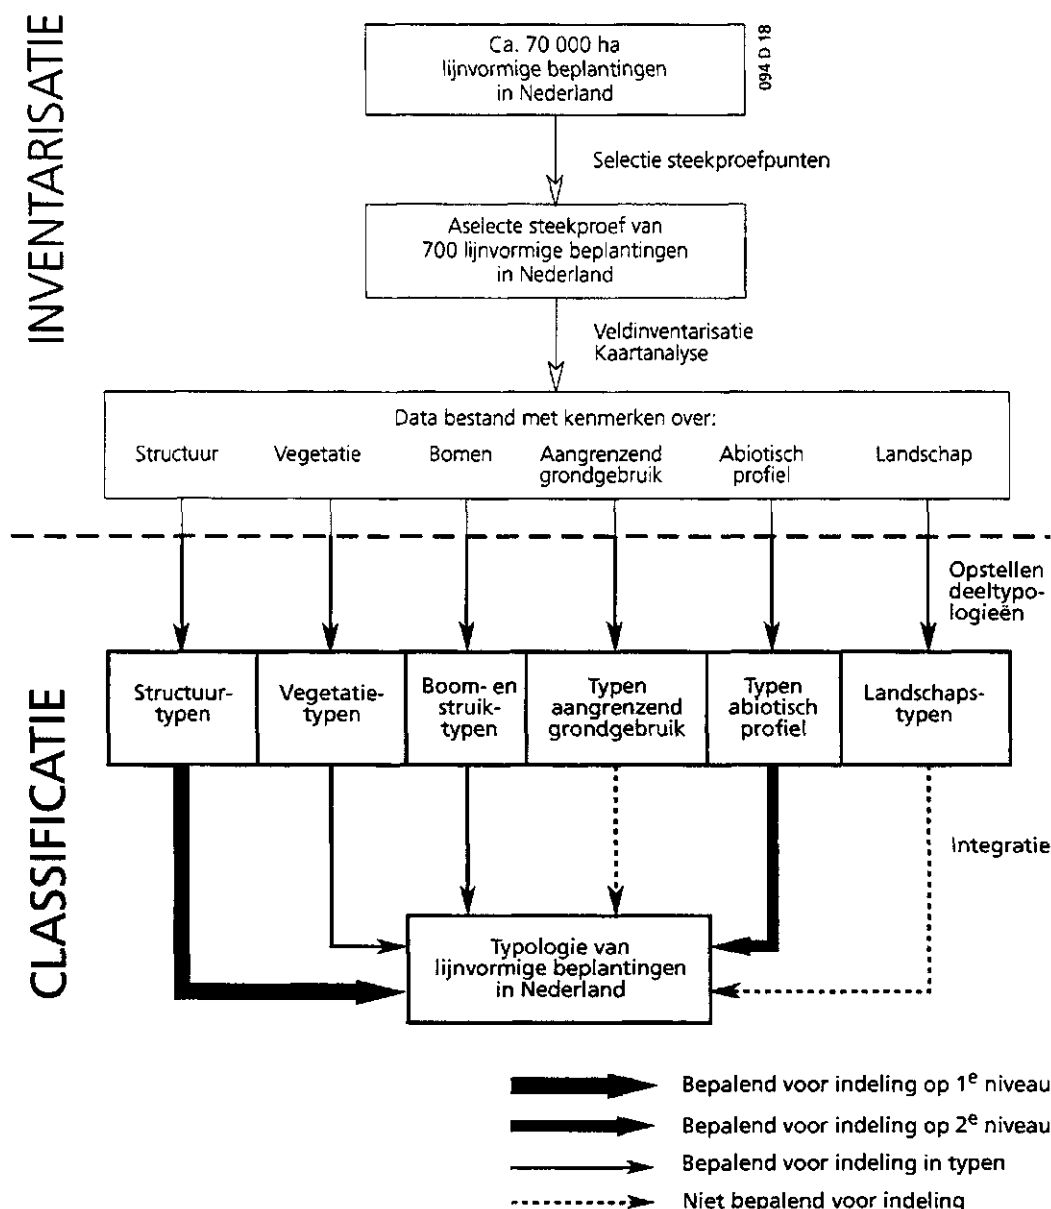 INVENTARISATIE
Ca. 70 000 ha
lijnvormige beplantingen
in Nederland
094 D 18
Selectie steekproefpunten
Aselecte steekproef van
700 lijnvormige beplantingen
in Nederland
Veldinventarisatie
Kaartanalyse
Data bestand met kenmerken over:
Structuur
Vegetatie
Bomen
Aangrenzend
grondgebruik
Abiotisch
profiel
Landschap
Opstellen
deeltypo-
logieën
CLASSIFICATIE
Structuur-
typen
Vegetatie-
typen
Boom- en
struik-
typen
Typen
aangrenzend
grondgebruik
Typen
abiotisch
profiel
Landschaps-
typen
Integratie
Typologie van
lijnvormige beplantingen
in Nederland
Bepalend voor indeling op 1e niveau
Bepalend voor indeling op 2e niveau
Bepalend voor indeling in typen
Niet bepalend voor indeling